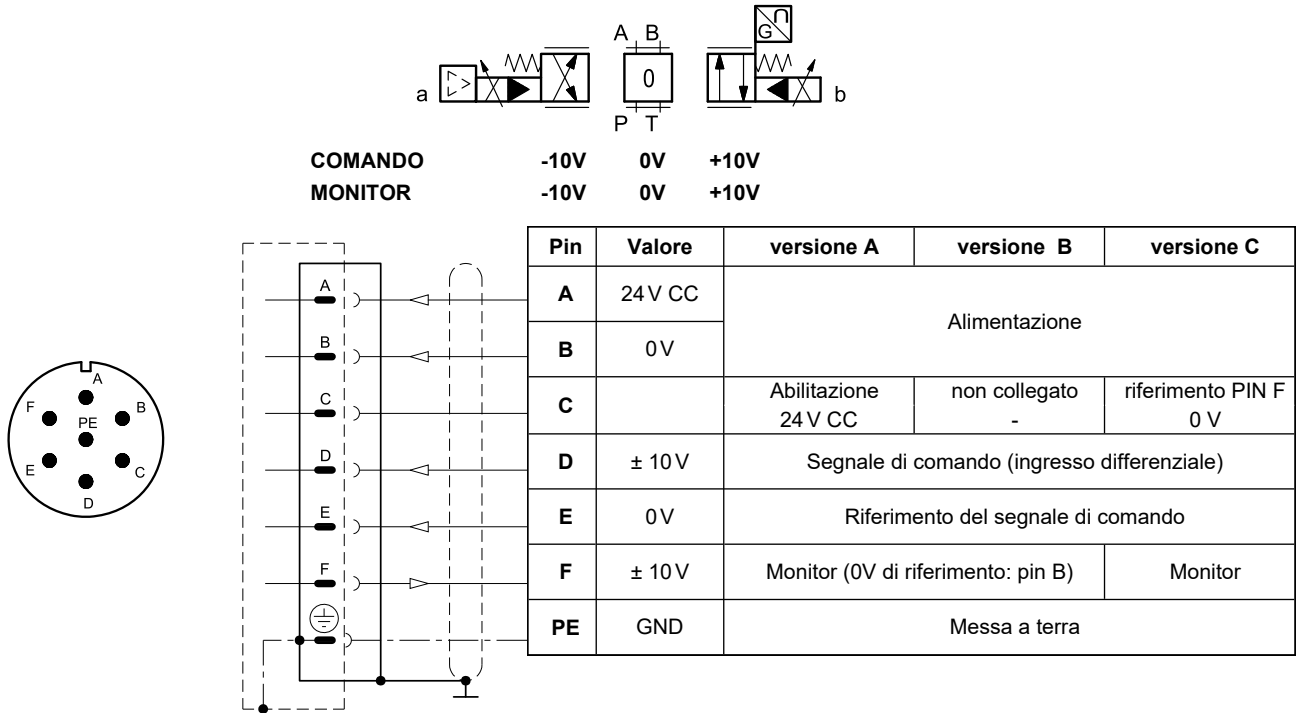 G
A B
a
0
b
P T
COMANDO -10V 0V +10V
MONITOR -10V 0V +10V
Pin Valore versione A versione B versione C
A 24 V CC Alimentazione
B 0 V
C Abilitazione 24 V CC non collegato - riferimento PIN F 0 V
D ± 10 V Segnale di comando (ingresso differenziale)
E 0 V Riferimento del segnale di comando
F ± 10 V Monitor (0V di riferimento: pin B) Monitor
PE GND Messa a terra
A
B
C
D
E
F
A
F B
PE
E C
D